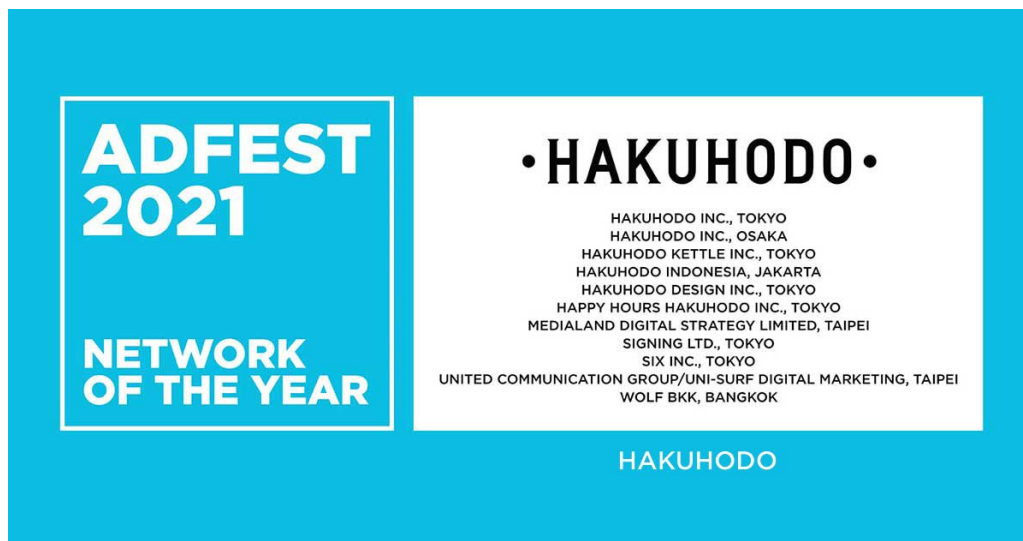 ADFEST
2021
NETWORK
OF THE YEAR
•HAKUHODO•
HAKUHODO INC., TOKYO
HAKUHODO INC., OSAKA
HAKUHODO KETTLE INC., TOKYO
HAKUHODO INDONESIA, JAKARTA
HAKUHODO DESIGN INC., TOKYO
HAPPY HOURS HAKUHODO INC., TOKYO
MEDIALAND DIGITAL STRATEGY LIMITED, TAIPEI
SIGNING LTD., TOKYO
SIX INC., TOKYO
UNITED COMMUNICATION GROUP/UNI-SURF DIGITAL MARKETING, TAIPEI
WOLF BKK, BANGKOK
HAKUHODO